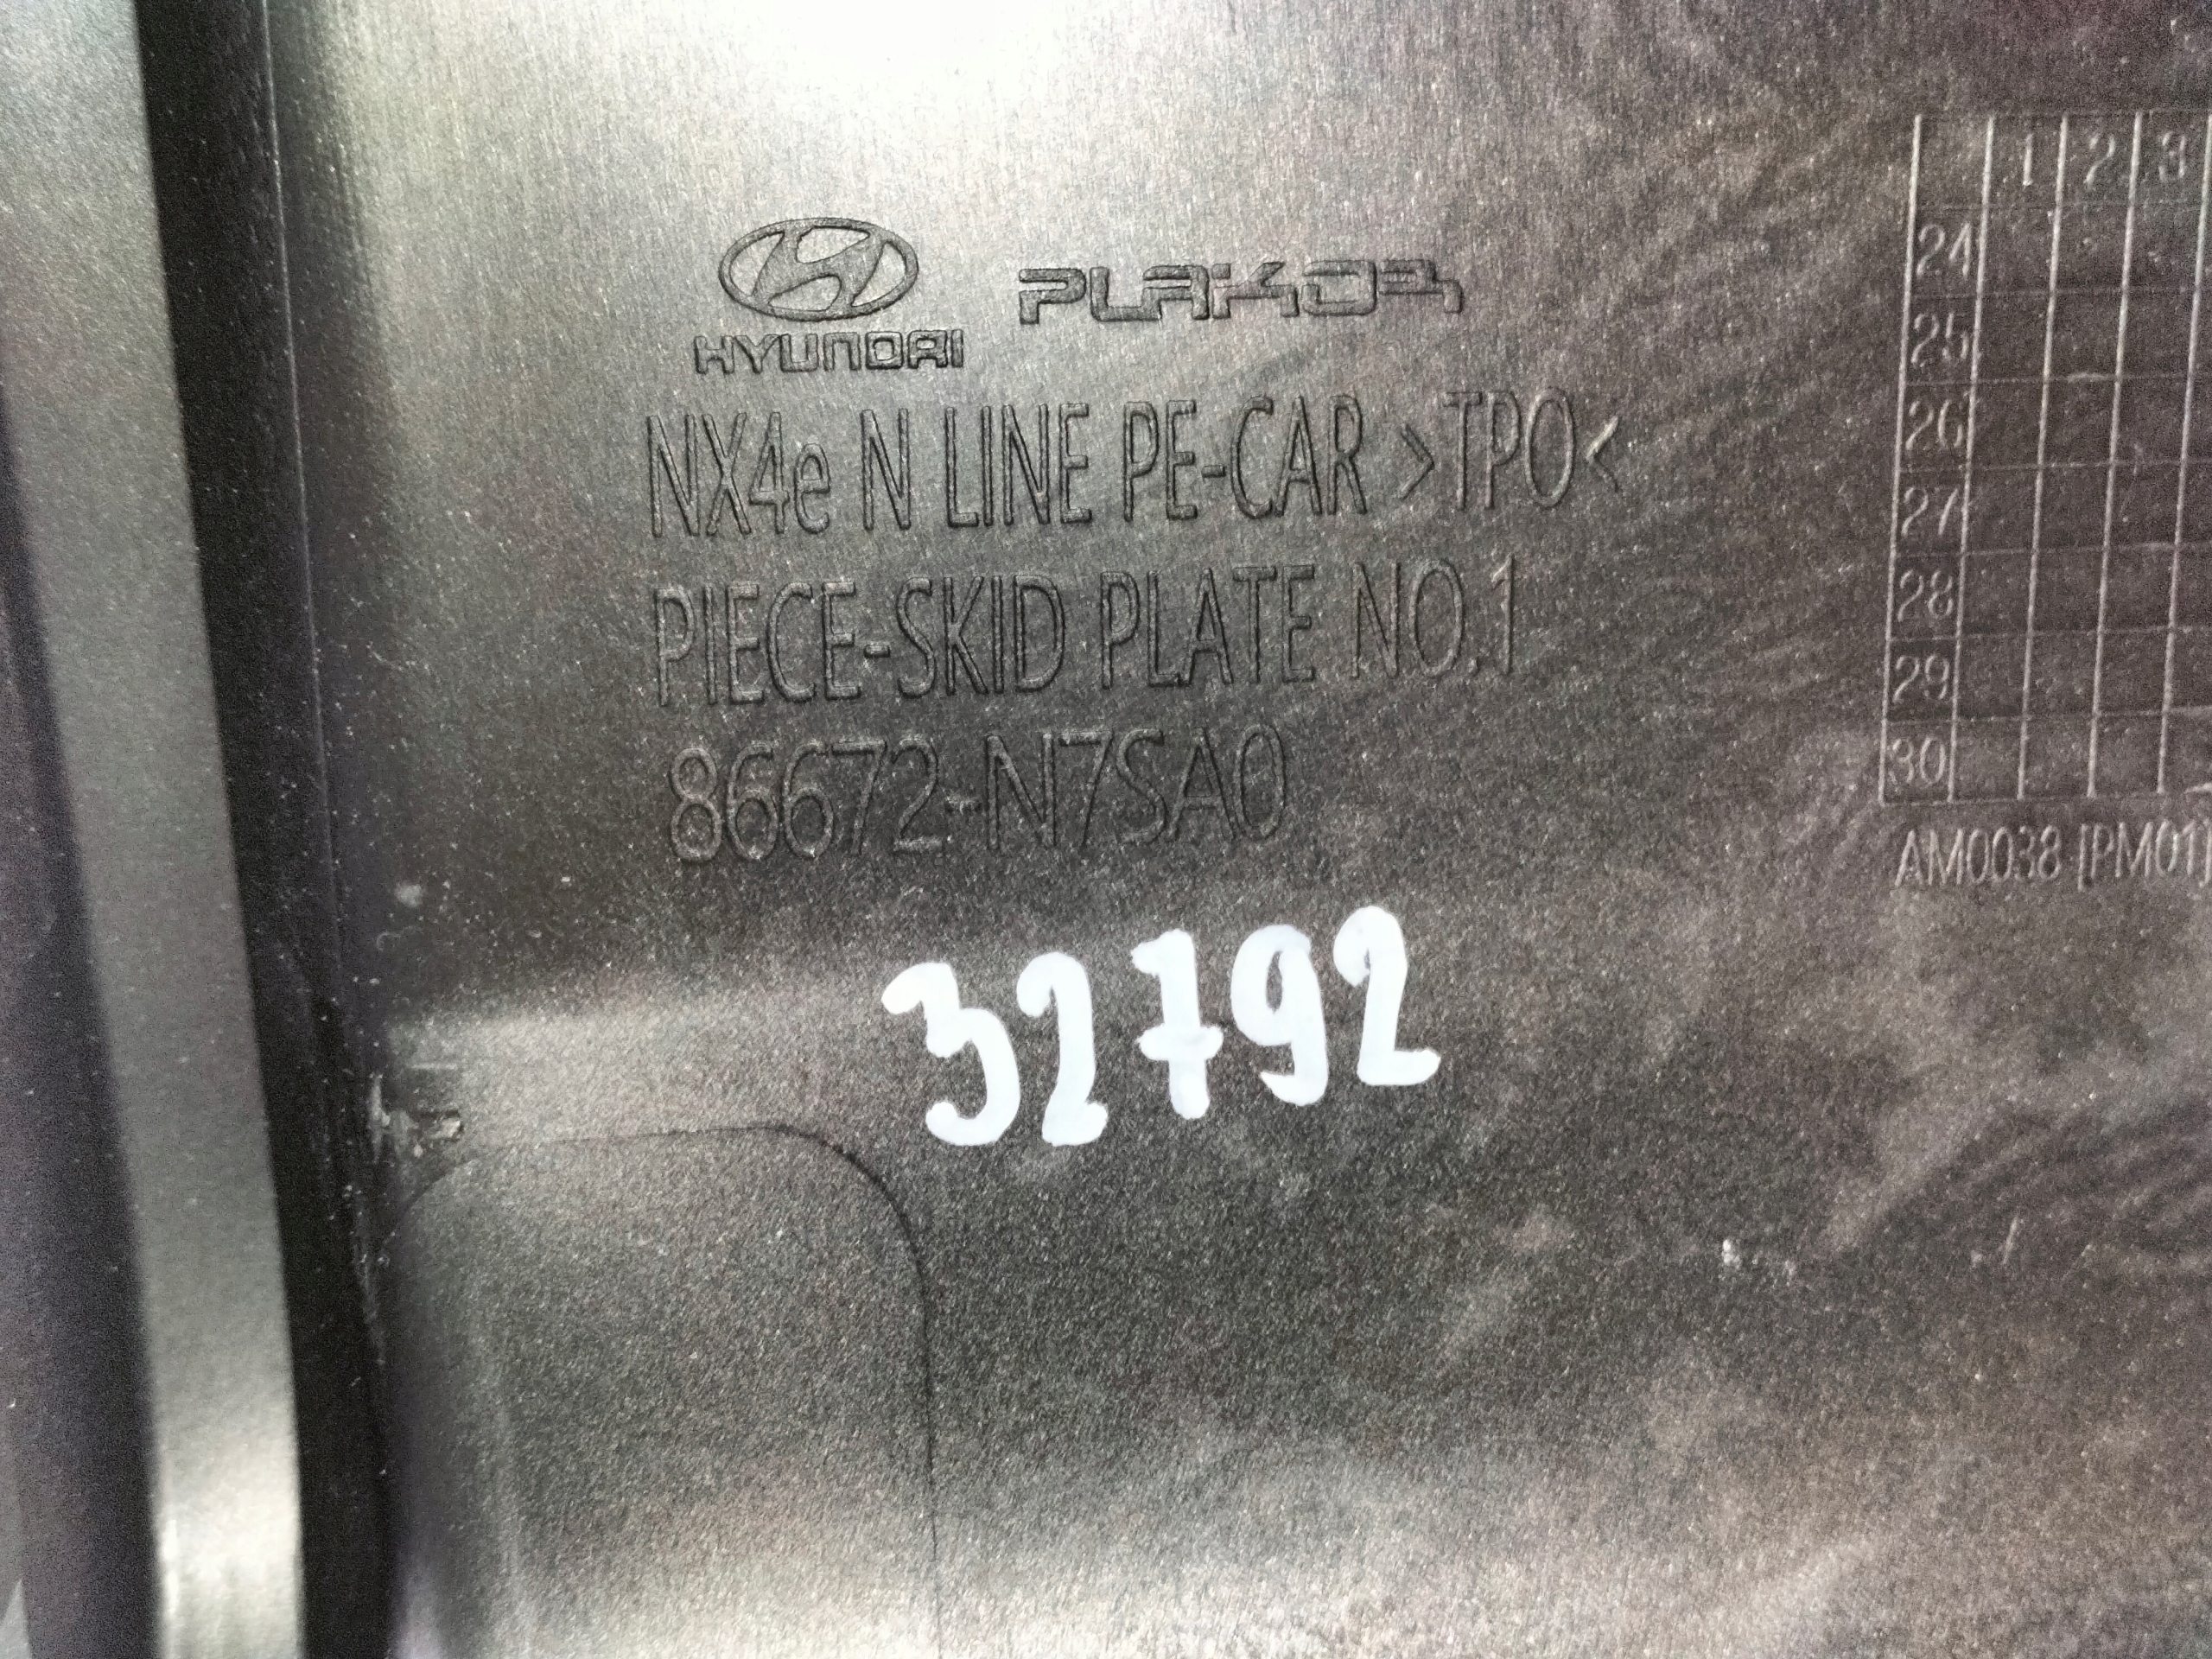 HYUNDAI
PLAKOR
NX4e N LINE PE-CAR >TPO<
PIECE-SKID PLATE NO.1
86672-N7SA0
32792
1 2 3
24
25
26
27
28
29
30
AM0038 [PM01]